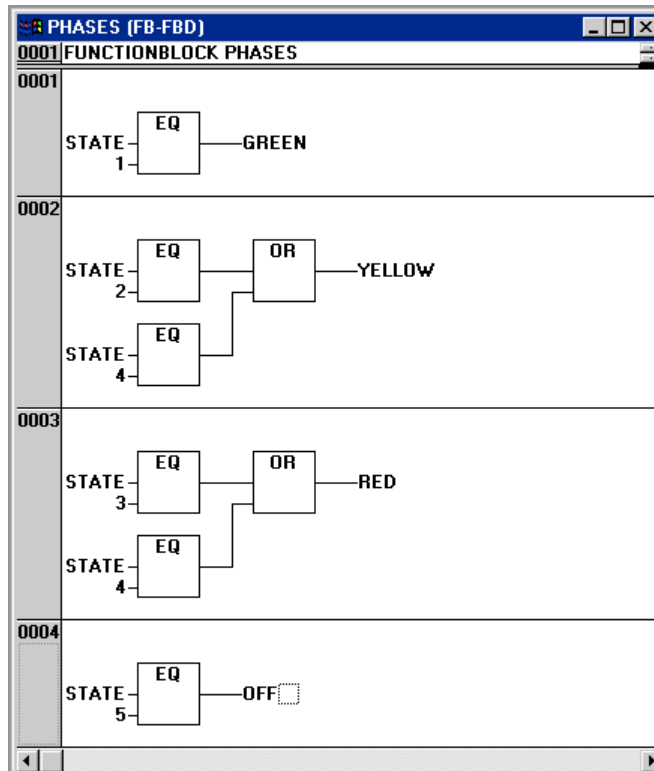 PHASES (FB-FBD)
0001 FUNCTIONBLOCK PHASES
0001
EQ
STATE GREEN
1
0002
EQ OR
STATE YELLOW
2
EQ
STATE
4
0003
EQ OR
STATE RED
3
EQ
STATE
4
0004
EQ
STATE OFF
5